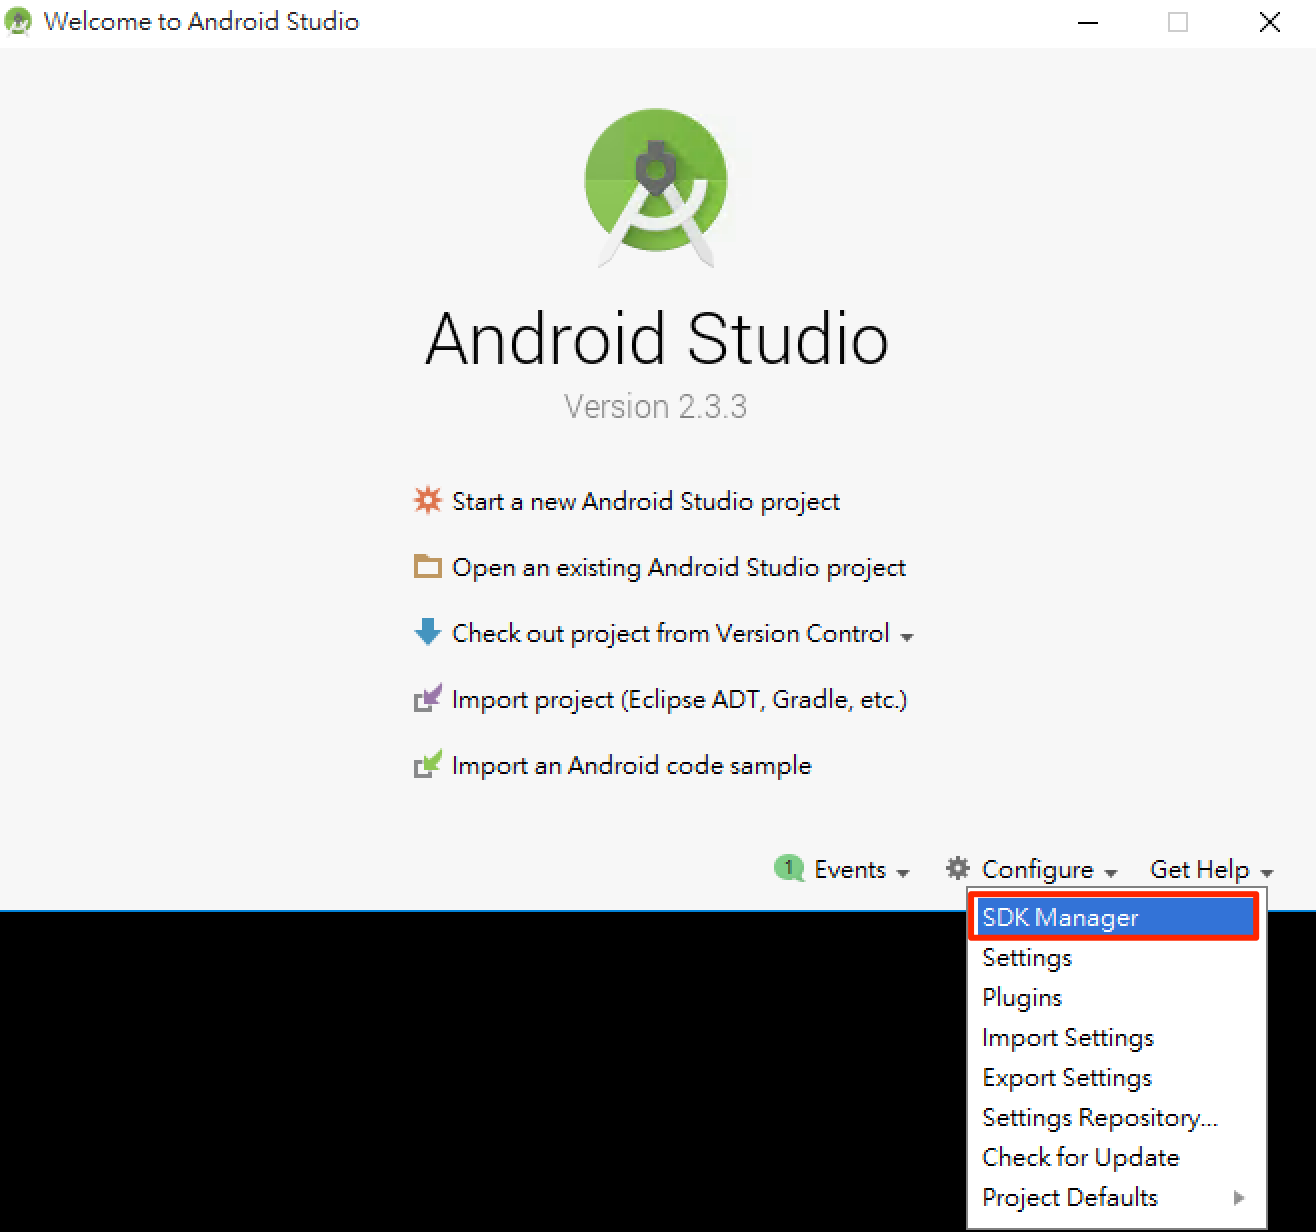 Welcome to Android Studio
Android Studio
Version 2.3.3
Start a new Android Studio project
Open an existing Android Studio project
Check out project from Version Control
Import project (Eclipse ADT, Gradle, etc.)
Import an Android code sample
1 Events Configure Get Help
SDK Manager
Settings
Plugins
Import Settings
Export Settings
Settings Repository...
Check for Update
Project Defaults